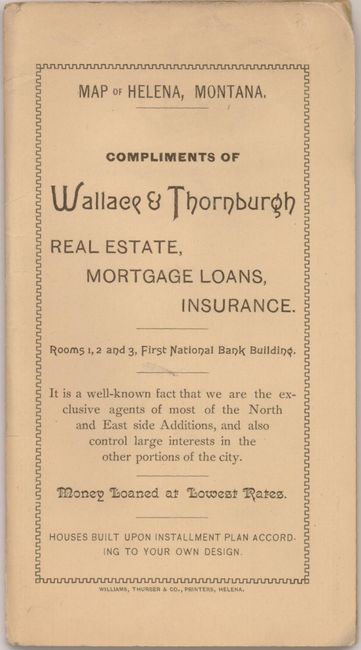 MAP OF HELENA, MONTANA.
COMPLIMENTS OF
Wallace & Thornburgh
REAL ESTATE,
MORTGAGE LOANS,
INSURANCE.
Rooms 1, 2 and 3, First National Bank Building.
It is a well-known fact that we are the ex-
clusive agents of most of the North
and East side Additions, and also
control large interests in the
other portions of the city.
Money Loaned at Lowest Rates.
HOUSES BUILT UPON INSTALLMENT PLAN ACCORD-
ING TO YOUR OWN DESIGN.
WILLIAMS, THURBER & CO., PRINTERS, HELENA.